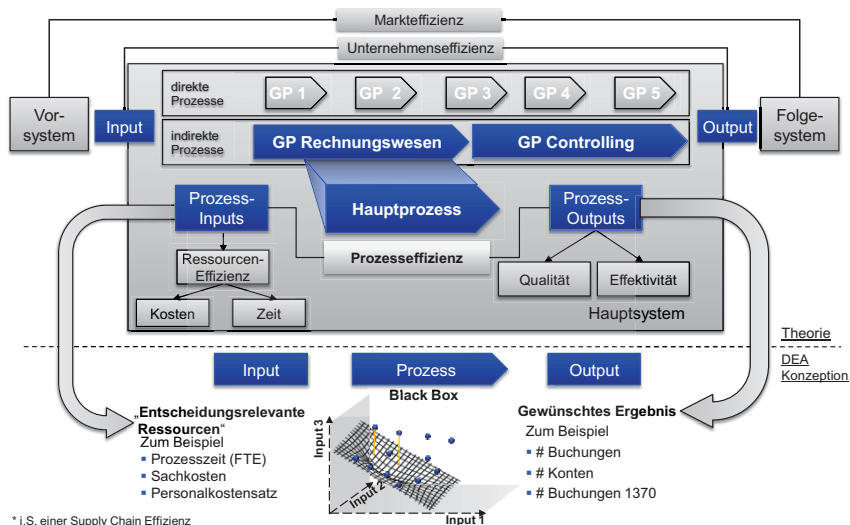 Markteffizienz
Unternehmenseffizienz
direkte
Prozesse
GP 1
GP 2
GP 3
GP 4
GP 5
Vor-
system
Input
Output
Folge-
system
indirekte
Prozesse
GP Rechnungswesen
GP Controlling
Prozess-
Inputs
Hauptprozess
Prozess-
Outputs
Ressourcen-
Effizienz
Prozesseffizienz
Qualität
Effektivität
Kosten
Zeit
Hauptsystem
Theorie
DEA
Konzeption
Input
Prozess
Output
Black Box
„Entscheidungsrelevante
Ressourcen“
Zum Beispiel
▪ Prozesszeit (FTE)
▪ Sachkosten
▪ Personalkostensatz
Input 3
Input 2
Input 1
Gewünschtes Ergebnis
Zum Beispiel
▪ # Buchungen
▪ # Konten
▪ # Buchungen 1370
* i.S. einer Supply Chain Effizienz